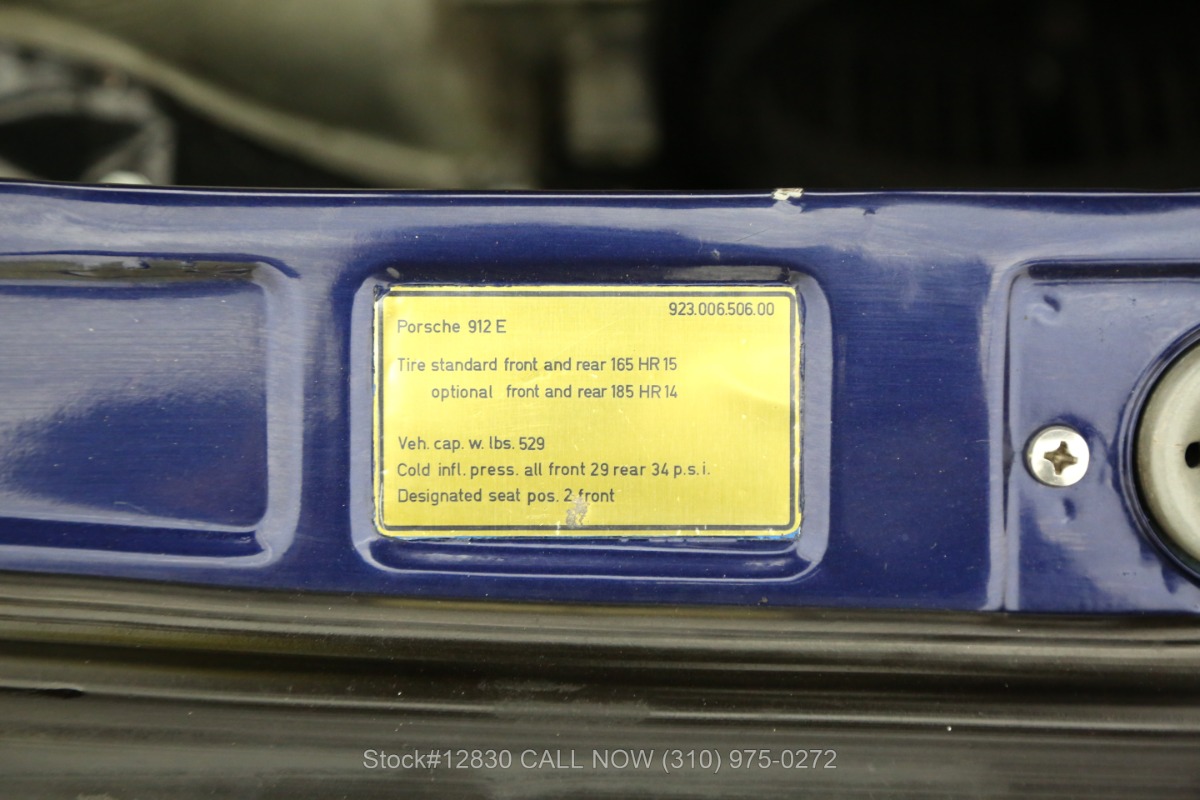 923.006.506.00
Porsche 912 E
Tire standard front and rear 165 HR 15
optional front and rear 185 HR 14
Veh. cap. w. lbs. 529
Cold infl. press. all front 29 rear 34 p.s.i.
Designated seat pos. 2 front
Stock#12830 CALL NOW (310) 975-0272